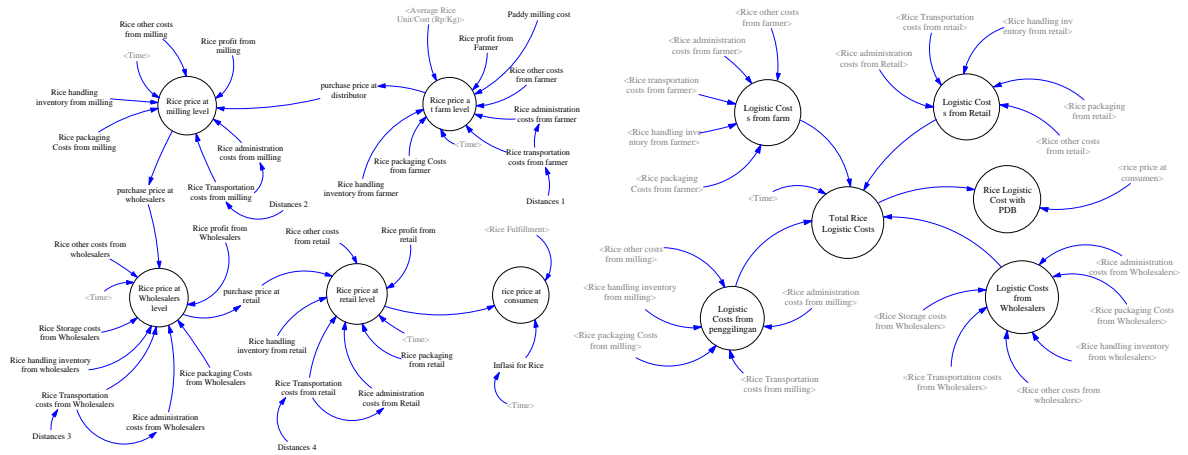 Rice other costs
from milling
<Time>
Rice profit from
milling
Rice handling
inventory from milling
Rice price at
milling level
Rice packaging
Costs from milling
Rice administration
costs from milling
Rice Transportation
costs from milling
Distances 2
purchase price at
wholesalers
<Average Rice
Unit/Cost (Rp/Kg)>
Paddy milling cost
Rice profit from
Farmer
Rice other costs
from farmer
purchase price at
distributor
Rice price a
t farm level
Rice administration
costs from farmer
<Time>
Rice transportation
costs from farmer
Rice packaging Costs
from farmer
Rice handling
inventory from farmer
Distances 1
Rice profit from
Wholesalers
Rice other costs from
wholesalers
<Time>
Rice price at
Wholesalers
level
Rice Storage costs
from Wholesalers
Rice handling inventory
from wholesalers
Rice packaging Costs
from Wholesalers
Rice Transportation
costs from Wholesalers
Rice administration
costs from Wholesalers
Distances 3
purchase price at
retail
Rice other costs
from retail
Rice profit from
retail
Rice price at
retail level
<Time>
Rice handling
inventory from retail
Rice packaging
from retail
Rice Transportation
costs from retail
Rice administration
costs from Retail
Distances 4
<Rice Fulfillment>
rice price at
consumen
Inflasi for Rice
<Time>
<Rice other costs
from farmer>
<Rice administration
costs from farmer>
<Rice transportation
costs from farmer>
<Rice handling inve
ntory from farmer>
<Rice packaging
Costs from farmer>
Logistic Cost
s from farm
<Rice Transportation
costs from retail>
<Rice handling inv
entory from retail>
<Rice administration
costs from Retail>
Logistic Cost
s from Retail
<Rice packaging
from retail>
<Rice other costs
from retail>
<Time>
Total Rice
Logistic Costs
Rice Logistic
Cost with
PDB
<rice price at
consumen>
<Rice other costs
from milling>
<Rice handling inventory
from milling>
<Rice packaging Costs
from milling>
Logistic
Costs from
penggilingan
<Rice administration
costs from milling>
<Rice Transportation
costs from milling>
Logistic Costs
from
Wholesalers
<Rice administration
costs from Wholesalers>
<Rice packaging Costs
from Wholesalers>
<Rice Storage costs
from Wholesalers>
<Rice handling inventory
from wholesalers>
<Rice Transportation costs
from Wholesalers>
<Rice other costs from
wholesalers>